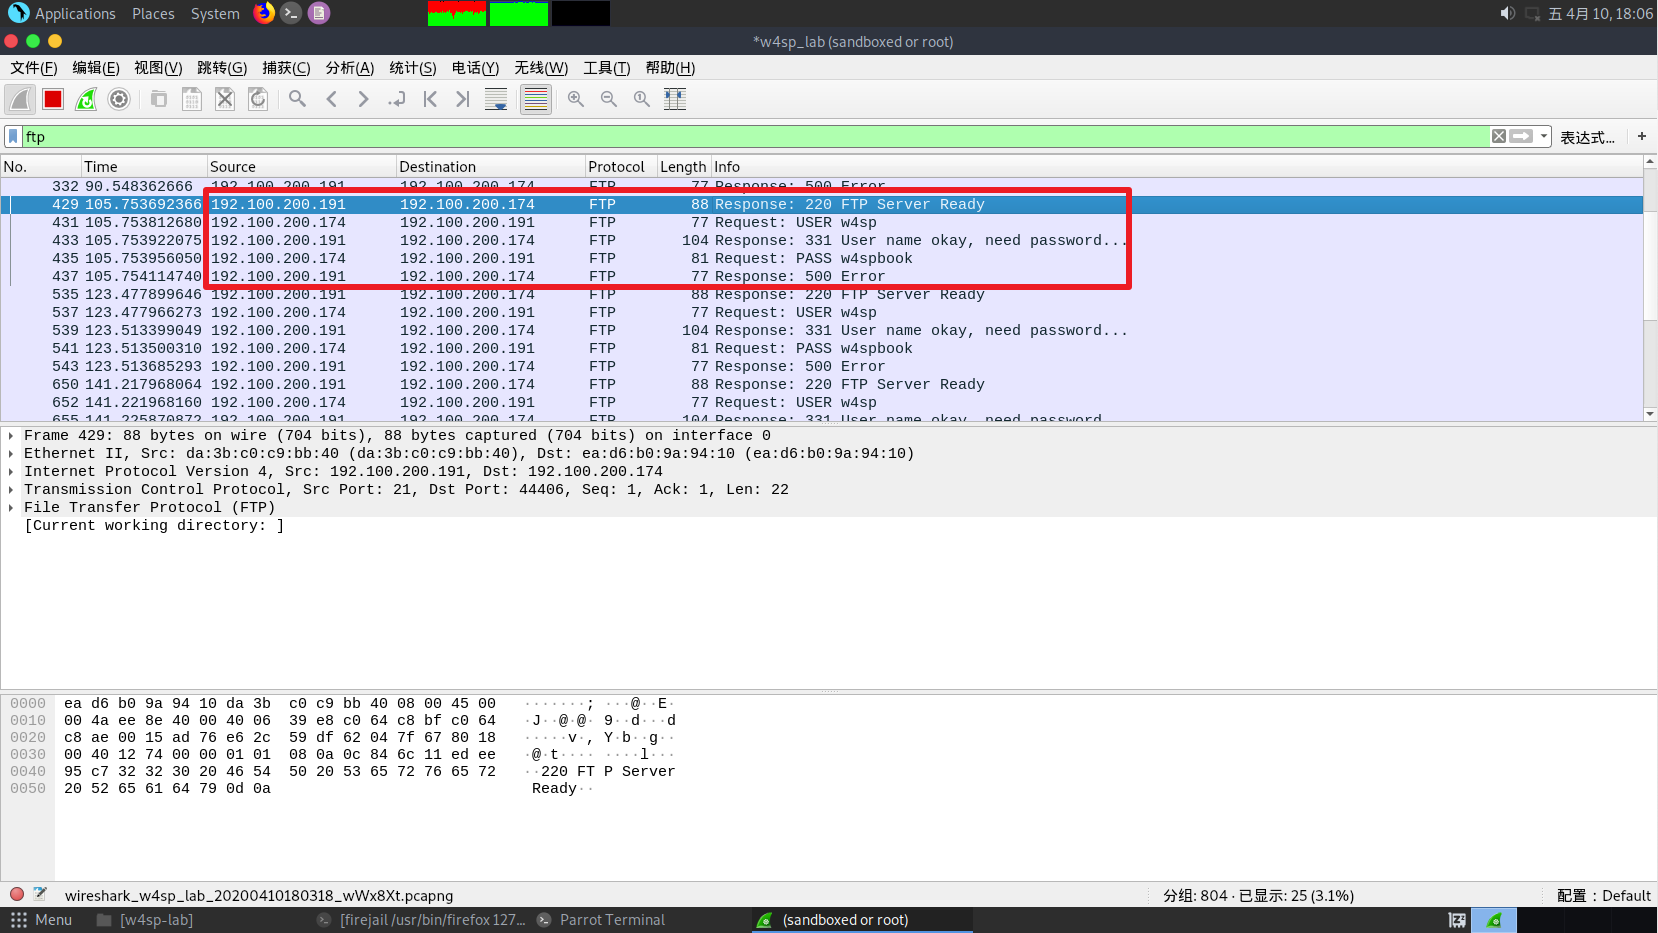 Applications Places System 五 4月 10, 18:06
*w4sp_lab (sandboxed or root)
文件(F) 编辑(E) 视图(V) 跳转(G) 捕获(C) 分析(A) 统计(S) 电话(Y) 无线(W) 工具(T) 帮助(H)
ftp 表达式… +
No. Time Source Destination Protocol Length Info
332 90.548362666 192.100.200.191 192.100.200.174 FTP 77 Response: 500 Error
429 105.753692366 192.100.200.191 192.100.200.174 FTP 88 Response: 220 FTP Server Ready
431 105.753812680 192.100.200.174 192.100.200.191 FTP 77 Request: USER w4sp
433 105.753922075 192.100.200.191 192.100.200.174 FTP 104 Response: 331 User name okay, need password...
435 105.753956050 192.100.200.174 192.100.200.191 FTP 81 Request: PASS w4spbook
437 105.754114740 192.100.200.191 192.100.200.174 FTP 77 Response: 500 Error
535 123.477899646 192.100.200.191 192.100.200.174 FTP 88 Response: 220 FTP Server Ready
537 123.477966273 192.100.200.174 192.100.200.191 FTP 77 Request: USER w4sp
539 123.513399049 192.100.200.191 192.100.200.174 FTP 104 Response: 331 User name okay, need password...
541 123.513500310 192.100.200.174 192.100.200.191 FTP 81 Request: PASS w4spbook
543 123.513685293 192.100.200.191 192.100.200.174 FTP 77 Response: 500 Error
650 141.217968064 192.100.200.191 192.100.200.174 FTP 88 Response: 220 FTP Server Ready
652 141.221968160 192.100.200.174 192.100.200.191 FTP 77 Request: USER w4sp
655 141.225870872 192.100.200.191 192.100.200.174 FTP 104 Response: 331 User name okay, need password
Frame 429: 88 bytes on wire (704 bits), 88 bytes captured (704 bits) on interface 0
Ethernet II, Src: da:3b:c0:c9:bb:40 (da:3b:c0:c9:bb:40), Dst: ea:d6:b0:9a:94:10 (ea:d6:b0:9a:94:10)
Internet Protocol Version 4, Src: 192.100.200.191, Dst: 192.100.200.174
Transmission Control Protocol, Src Port: 21, Dst Port: 44406, Seq: 1, Ack: 1, Len: 22
File Transfer Protocol (FTP)
[Current working directory: ]
0000 ea d6 b0 9a 94 10 da 3b c0 c9 bb 40 08 00 45 00 ·······; ···@··E·
0010 00 4a ee 8e 40 00 40 06 39 e8 c0 64 c8 bf c0 64 ·J··@·@· 9··d···d
0020 c8 ae 00 15 ad 76 e6 2c 59 df 62 04 7f 67 80 18 ·····v·, Y·b··g··
0030 00 40 12 74 00 00 01 01 08 0a 0c 84 6c 11 ed ee ·@·t···· ····l···
0040 95 c7 32 32 30 20 46 54 50 20 53 65 72 76 65 72 ··220 FT P Server
0050 20 52 65 61 64 79 0d 0a Ready··
wireshark_w4sp_lab_20200410180318_wWx8Xt.pcapng 分组: 804 · 已显示: 25 (3.1%) 配置: Default
Menu [w4sp-lab] [firejail /usr/bin/firefox 127... Parrot Terminal (sandboxed or root)